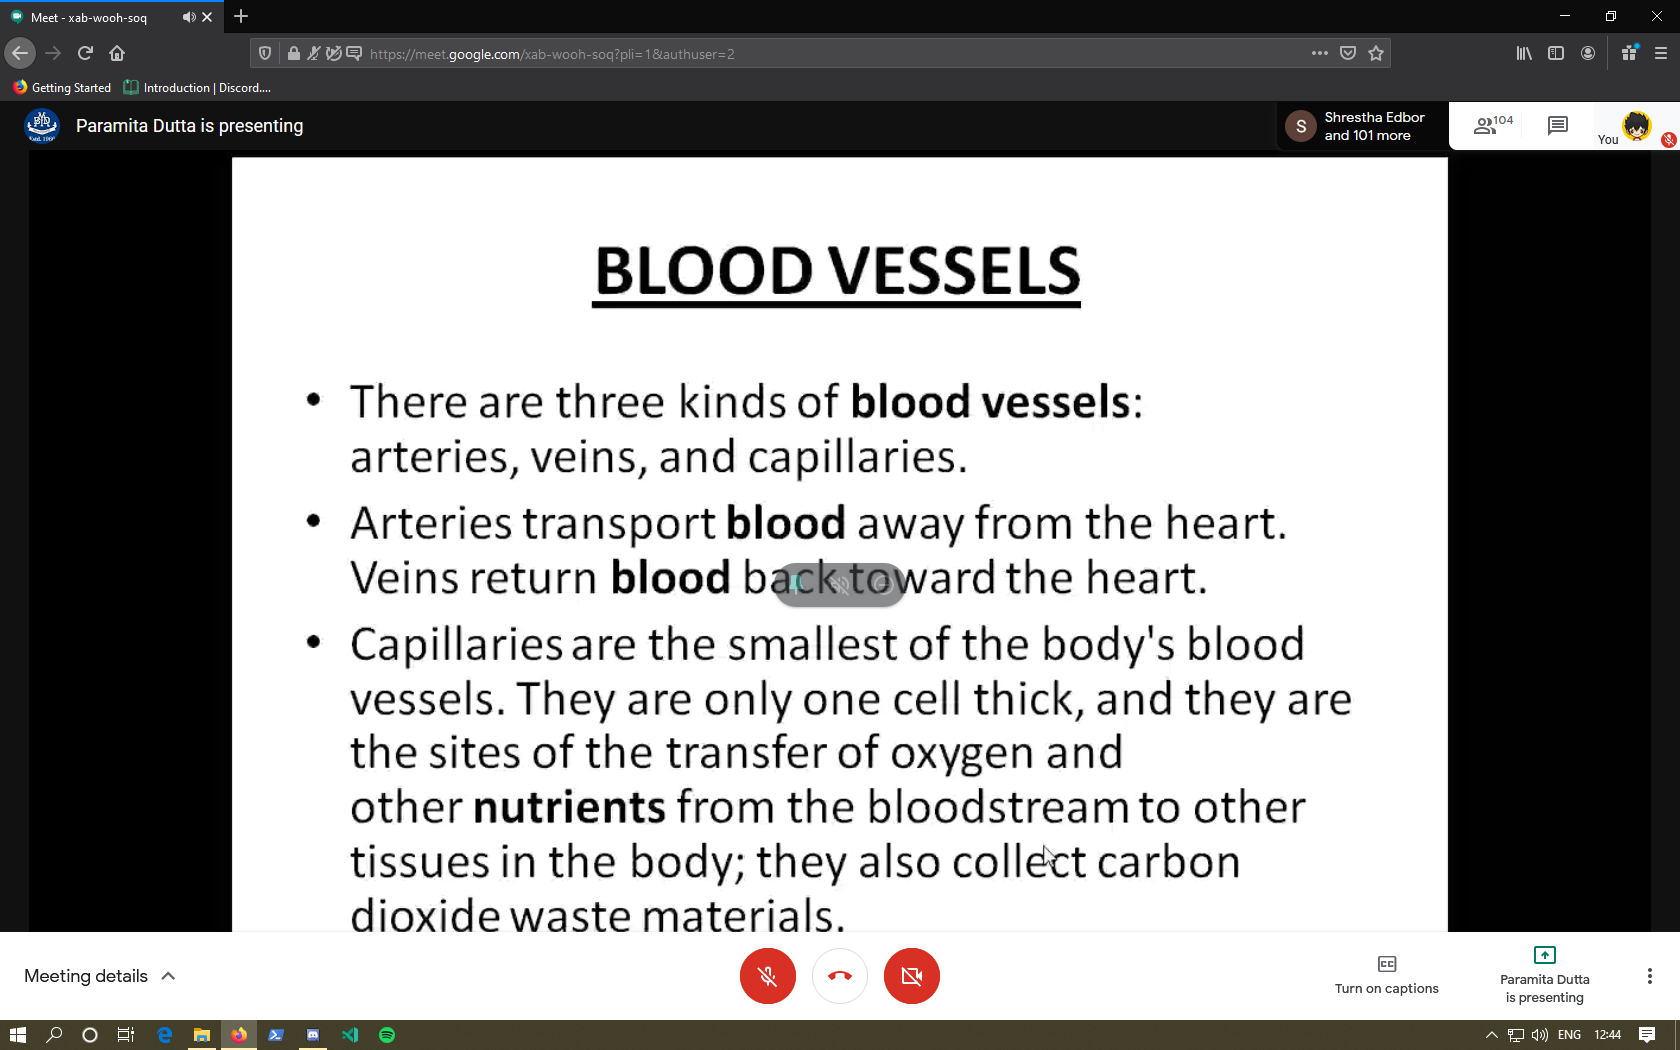 Meet - xab-wooh-soq
https://meet.google.com/xab-wooh-soq?pli=1&authuser=2
Getting Started
Introduction | Discord....
Paramita Dutta is presenting
S
Shrestha Edbor
and 101 more
104
You
BLOOD VESSELS
• There are three kinds of blood vessels:
arteries, veins, and capillaries.
• Arteries transport blood away from the heart.
Veins return blood back toward the heart.
• Capillaries are the smallest of the body's blood
vessels. They are only one cell thick, and they are
the sites of the transfer of oxygen and
other nutrients from the bloodstream to other
tissues in the body; they also collect carbon
dioxide waste materials.
Meeting details
CC
Turn on captions
Paramita Dutta
is presenting
ENG
12:44